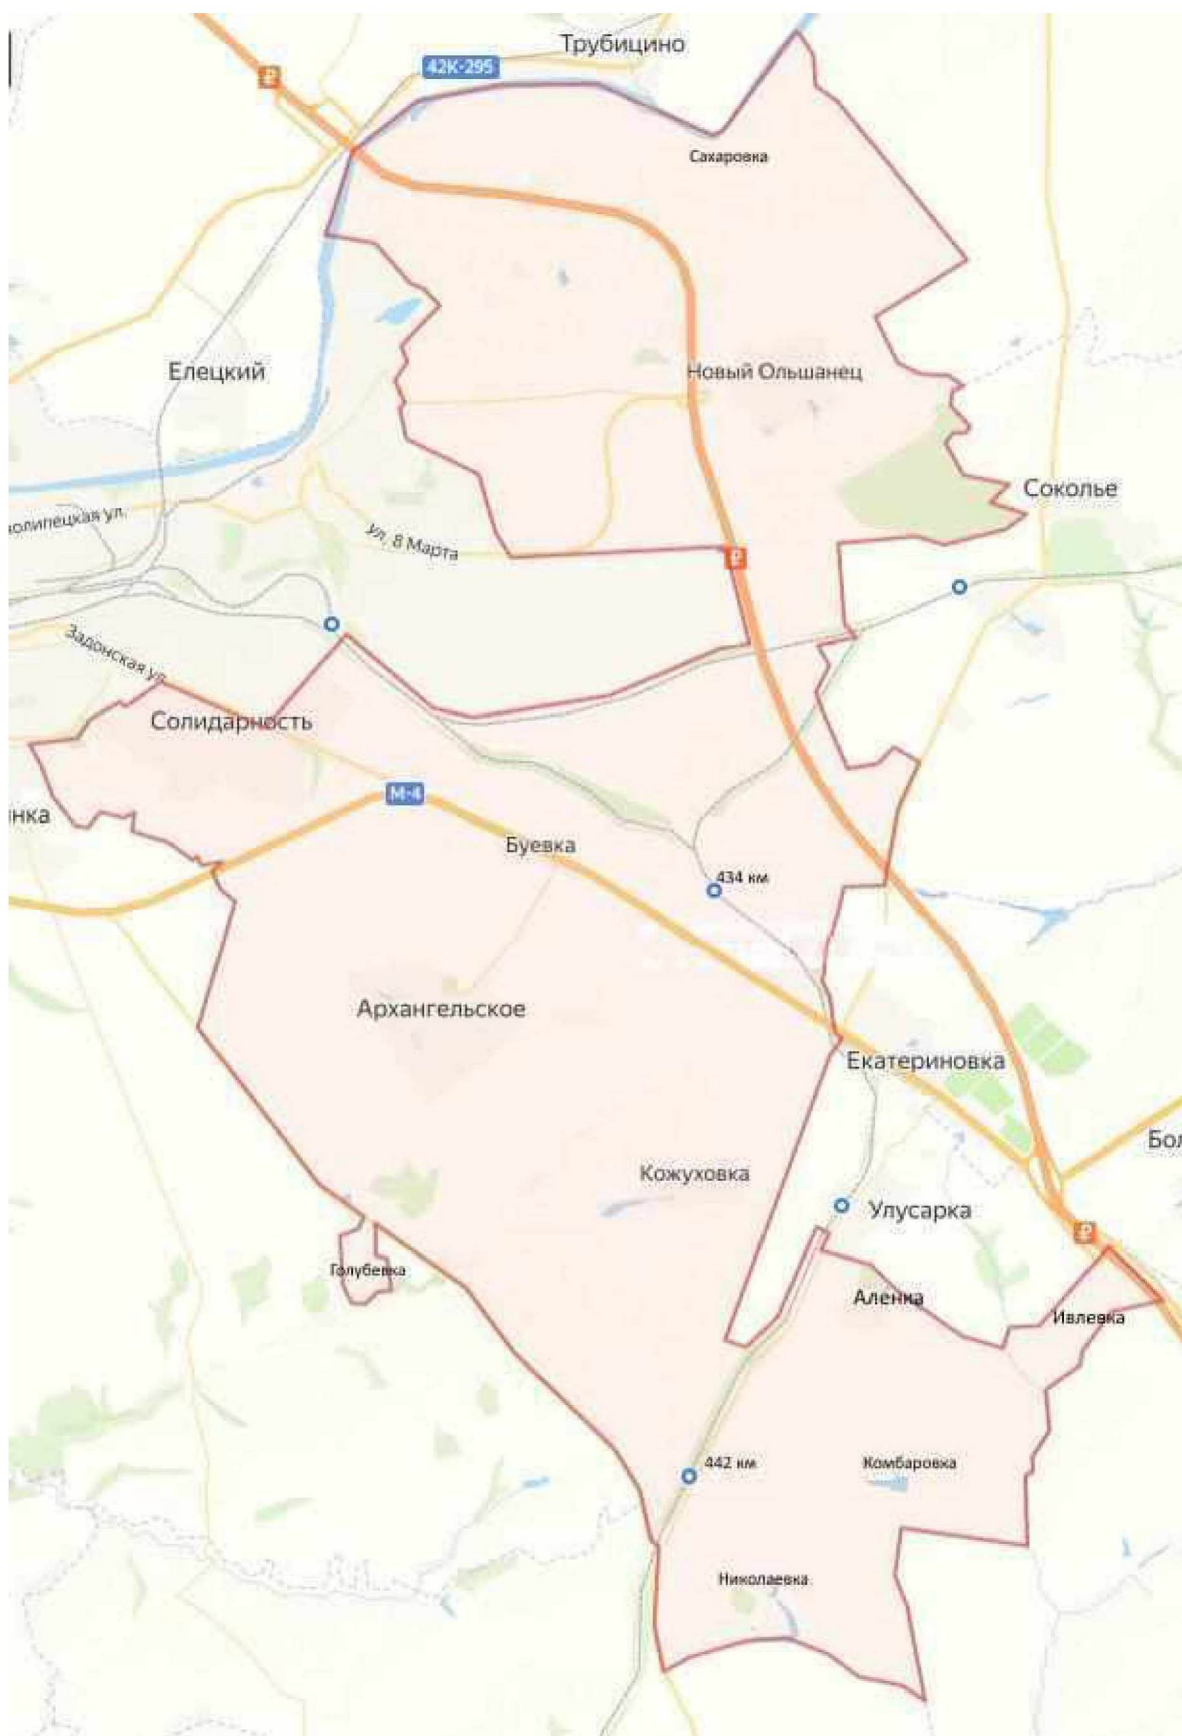 Трубицино
42К-295
₽
Сахаровка
Елецкий
Новый Ольшанец
Соколье
олипецкая ул.
ул. 8 Марта
₽
Задонская ул.
Солидарность
М-4
нка
Буевка
434 км
Архангельское
Екатериновка
Бол
Кожуховка
Улусарка
₽
Голубевка
Аленка
Ивлевка
442 км
Комбаровка
Николаевка